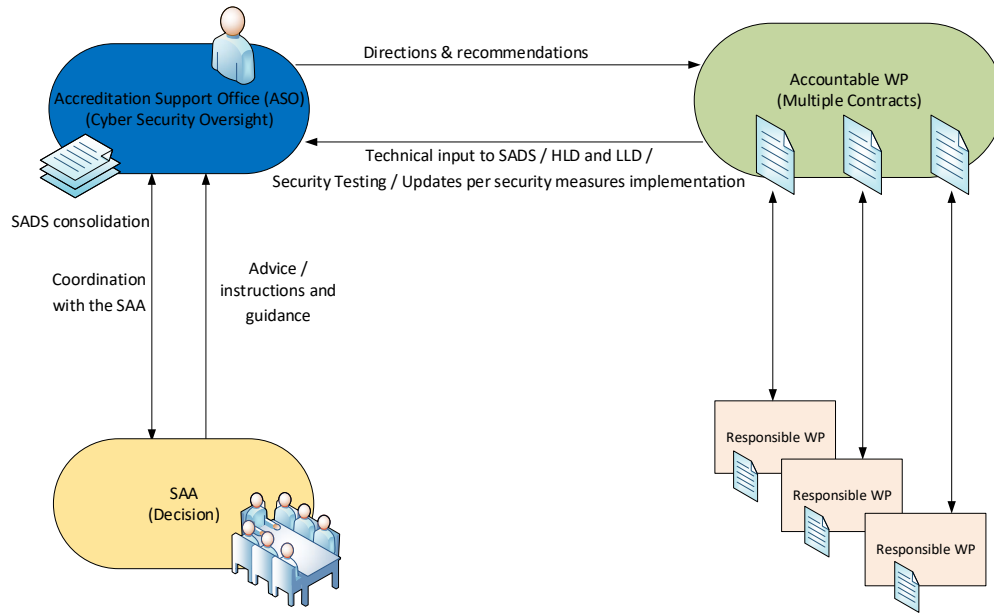 Directions & recommendations
Accreditation Support Office (ASO)
(Cyber Security Oversight)
Accountable WP
(Multiple Contracts)
Technical input to SADS / HLD and LLD /
Security Testing / Updates per security measures implementation
SADS consolidation
Coordination
with the SAA
Advice /
instructions and
guidance
Responsible WP
Responsible WP
Responsible WP
SAA
(Decision)